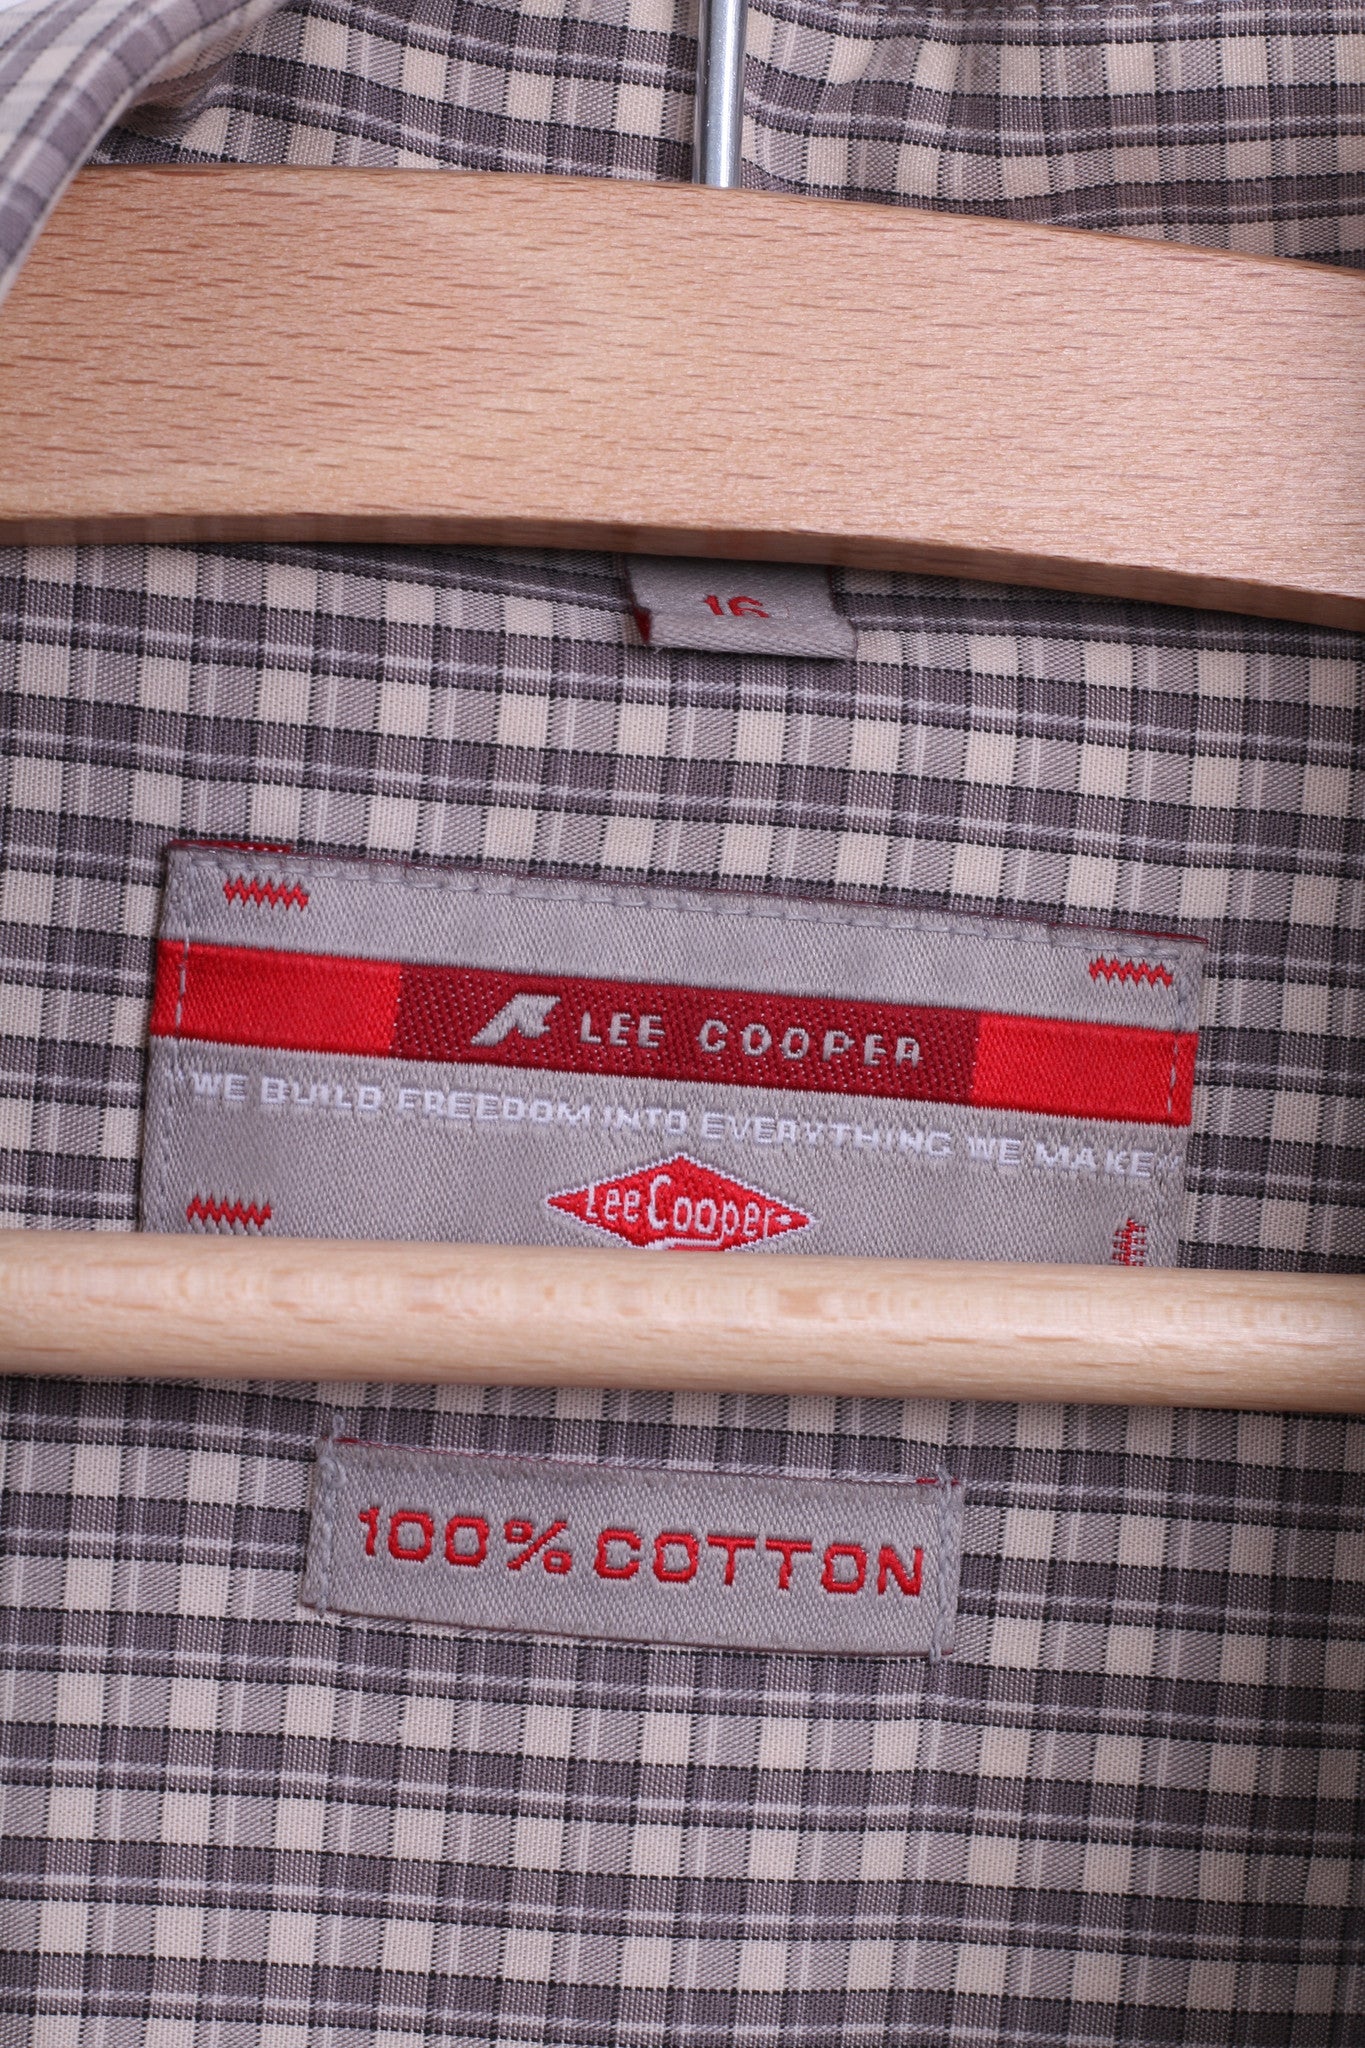 16
LEE COOPER
"WE BUILD FREEDOM INTO EVERYTHING WE MAKE"
Lee Cooper
100% COTTON